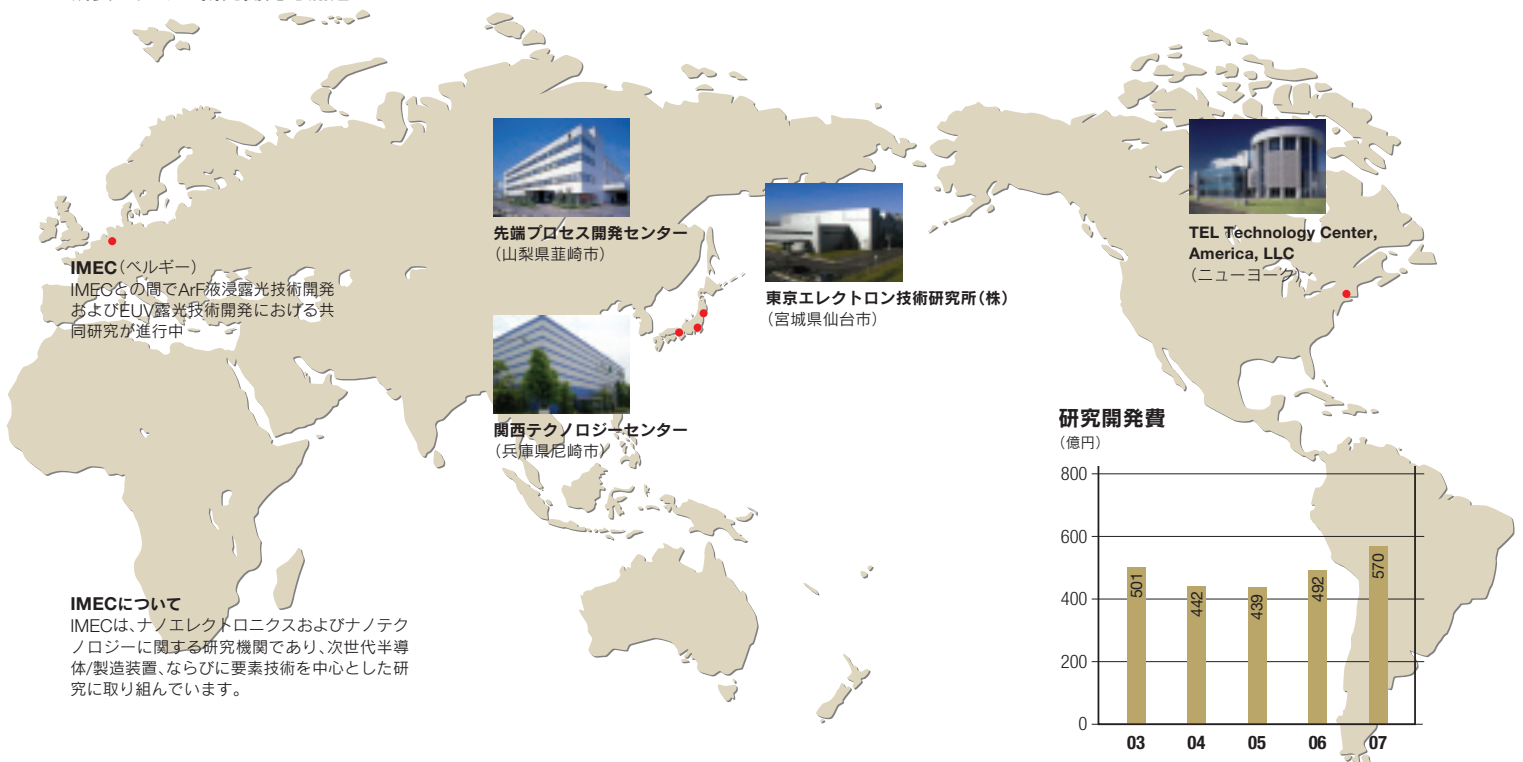 先端プロセス開発センター
（山梨県韮崎市）
東京エレクトロン技術研究所（株）
（宮城県仙台市）
TEL Technology Center,
America, LLC
（ニューヨーク）
IMEC（ベルギー）
IMECとの間でArF液浸露光技術開発
およびEUV露光技術開発における共
同研究が進行中
関西テクノロジーセンター
（兵庫県尼崎市）
IMECについて
IMECは、ナノエレクトロニクスおよびナノテク
ノロジーに関する研究機関であり、次世代半導
体/製造装置、ならびに要素技術を中心とした研
究に取り組んでいます。
研究開発費
（億円）
800
600
400
200
0
501
442
439
492
570
03 04 05 06 07